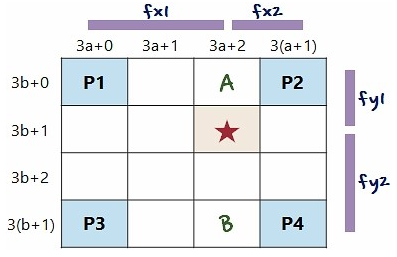 fx1 fx2
3a+0 3a+1 3a+2 3(a+1)
3b+0 P1 A P2 fy1
3b+1
3b+2 fy2
3(b+1) P3 B P4